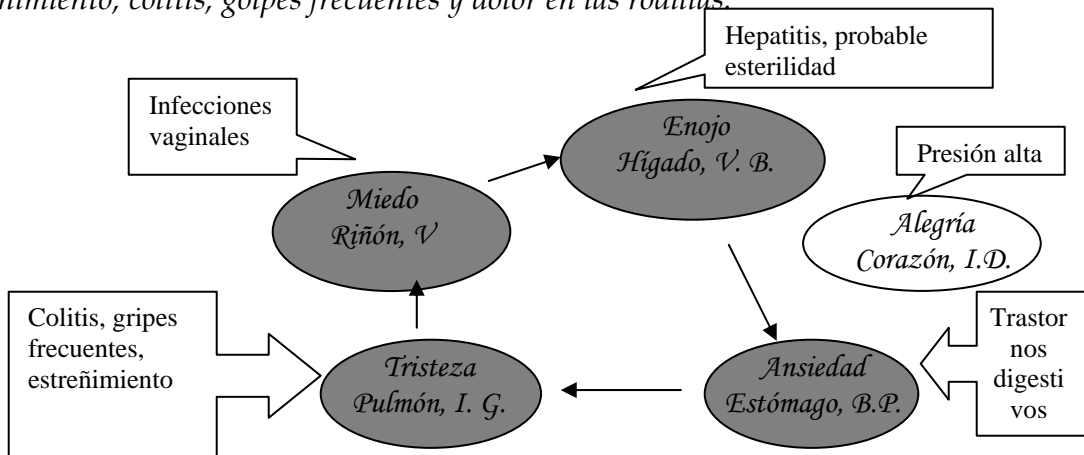 nimiento, colitis, golpes frecuentes y dolor en las rodillas.
Hepatitis, probable
esterilidad
Infecciones
vaginales
Enojo
Hígado, V. B.
Presión alta
Miedo
Riñón, V
Alegría
Corazón, I.D.
Colitis, gripes
frecuentes,
estreñimiento
Tristeza
Pulmón, I. G.
Ansiedad
Estómago, B.P.
Trastor
nos
digesti
vos